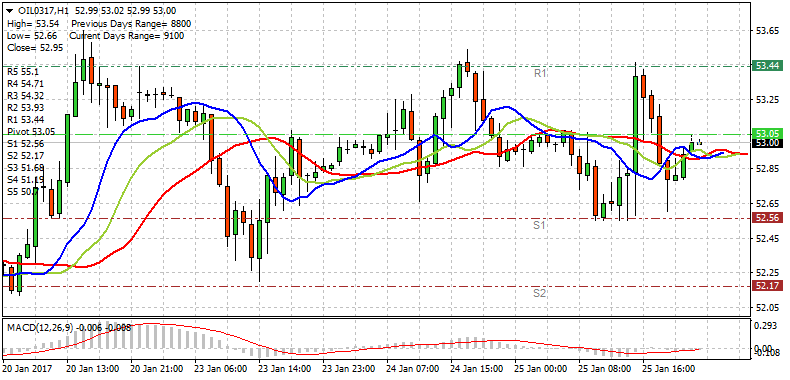 OIL0317,H1 52.99 53.02 52.99 53.00
High= 53.54 Previous Days Range= 8800
Low= 52.66 Current Days Range= 9100
Close= 52.95
R5 55.1
R4 54.71
R3 54.32
R2 53.93
R1 53.44
Pivot 53.05
S1 52.56
S2 52.17
S3 51.68
S4 51.19
S5 50.
R1
S1
S2
53.65
53.44
53.25
53.05
53.00
52.85
52.65
52.56
52.45
52.25
52.17
52.05
MACD(12,26,9) -0.006 -0.008
0.293
0.00
-0.108
20 Jan 2017
20 Jan 13:00
20 Jan 21:00
23 Jan 06:00
23 Jan 14:00
23 Jan 23:00
24 Jan 07:00
24 Jan 15:00
25 Jan 00:00
25 Jan 08:00
25 Jan 16:00